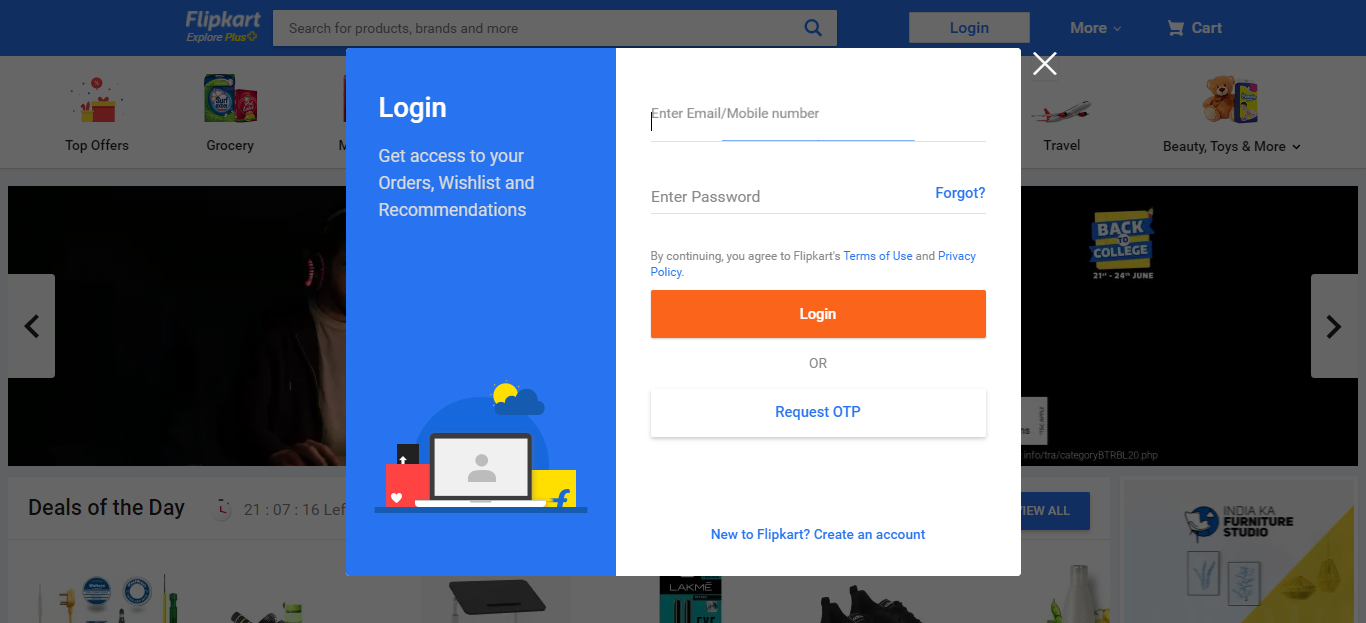 Flipkart
Explore Plus
Search for products, brands and more
Login
More
Cart
Top Offers
Grocery
M
Travel
Beauty, Toys & More
Login
Get access to your
Orders, Wishlist and
Recommendations
Enter Email/Mobile number
Enter Password
Forgot?
By continuing, you agree to Flipkart's Terms of Use and Privacy
Policy.
Login
OR
Request OTP
New to Flipkart? Create an account
BACK
TO
COLLEGE
21st - 24th JUNE
info/tra/categoryBTRBL20.php
Deals of the Day
21 : 07 : 16 Lef
VIEW ALL
INDIA KA
FURNITURE
STUDIO
LAKMÉ